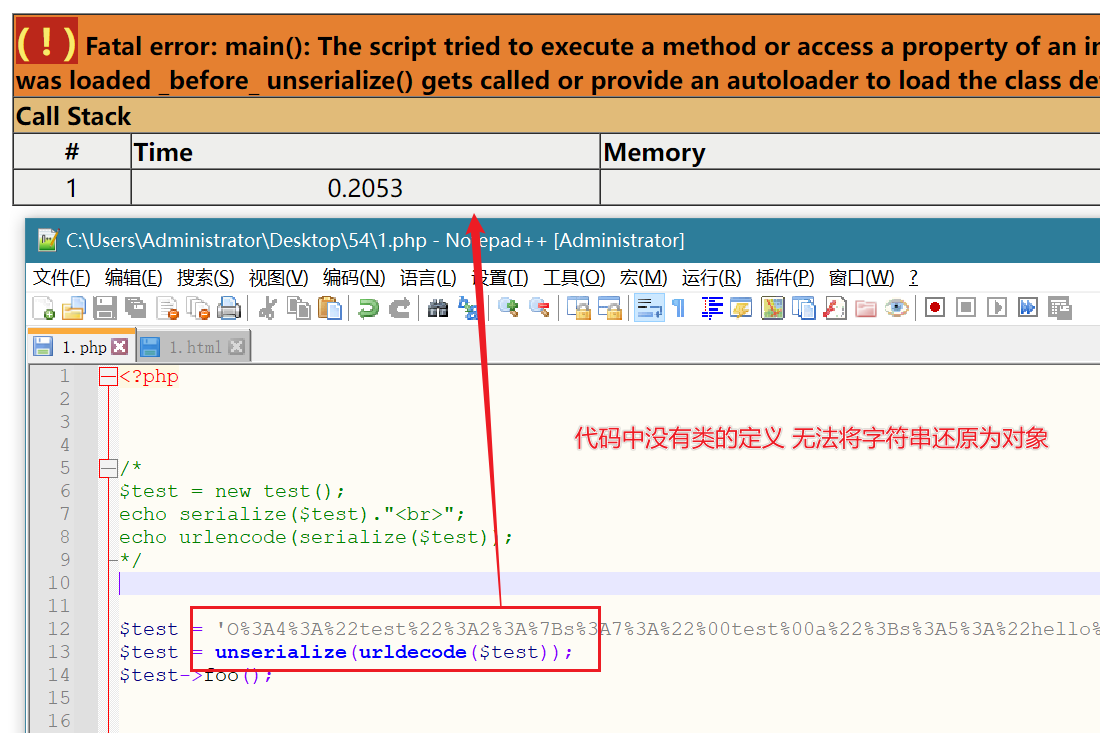 (!) Fatal error: main(): The script tried to execute a method or access a property of an i
was loaded _before_ unserialize() gets called or provide an autoloader to load the class de
Call Stack
# Time Memory
1 0.2053
C:\Users\Administrator\Desktop\54\1.php - Notepad++ [Administrator]
文件(F) 编辑(E) 搜索(S) 视图(V) 编码(N) 语言(L) 设置(T) 工具(O) 宏(M) 运行(R) 插件(P) 窗口(W) ?
1.php 1.html
1 <?php
2
3
4
代码中没有类的定义 无法将字符串还原为对象
5 /*
6 $test = new test();
7 echo serialize($test)."<br>";
8 echo urlencode(serialize($test));
9 */
10
11
12 $test = 'O%3A4%3A%22test%22%3A2%3A%7Bs%3A7%3A%22%00test%00a%22%3Bs%3A5%3A%22hello%
13 $test = unserialize(urldecode($test));
14 $test->foo();
15
16